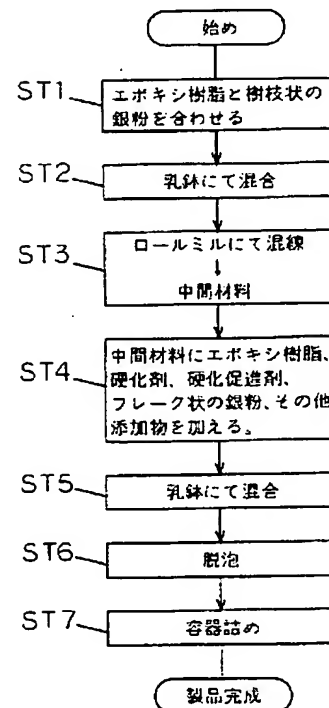 始め
ST1
エポキシ樹脂と樹枝状の
銀粉を合わせる
ST2
乳鉢にて混合
ST3
ロールミルにて混練
中間材料
ST4
中間材料にエポキシ樹脂、
硬化剤、硬化促進剤、
フレーク状の銀粉、その他
添加物を加える。
ST5
乳鉢にて混合
ST6
脱泡
ST7
容器詰め
製品完成